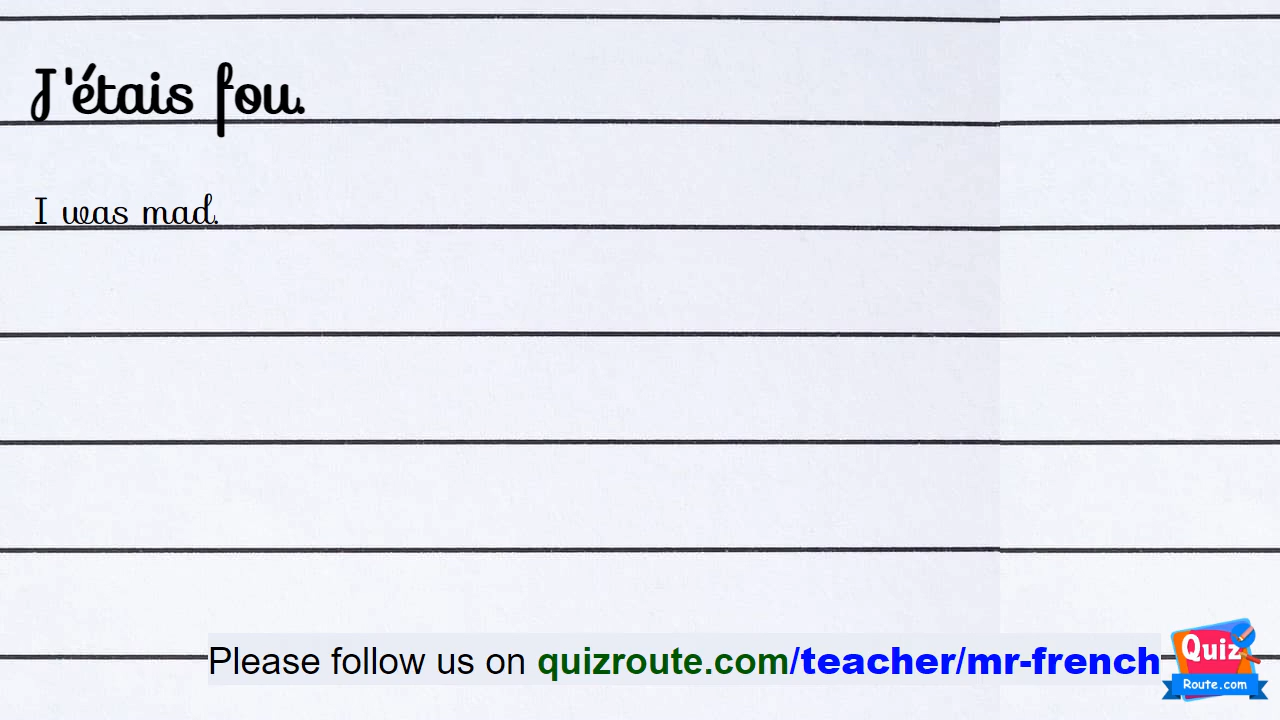 J'étais fou.
I was mad.
Please follow us on quizroute.com/teacher/mr-french
Quiz
Route.com